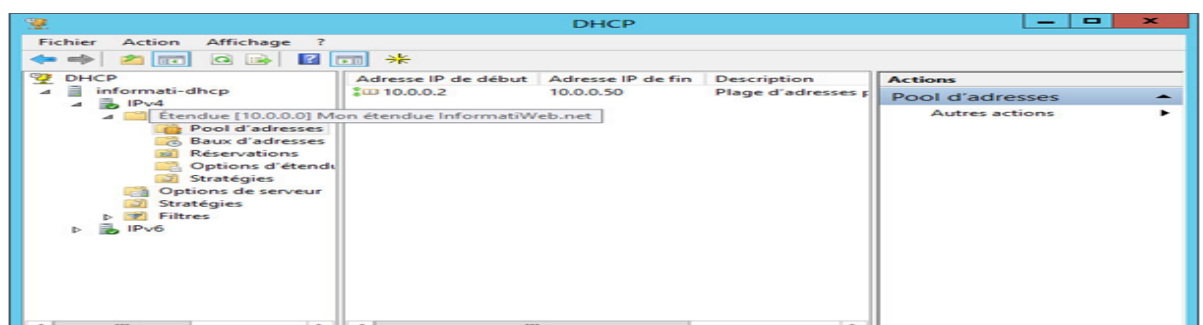 DHCP
Fichier Action Affichage ?
DHCP
informati-dhcp
IPv4
Étendue [10.0.0.0] Mon étendue InformatiWeb.net
Pool d'adresses
Baux d'adresses
Réservations
Options d'étendu
Stratégies
Options de serveur
Stratégies
Filtres
IPv6
Adresse IP de début Adresse IP de fin Description
10.0.0.2 10.0.0.50 Plage d'adresses p
Actions
Pool d'adresses
Autres actions